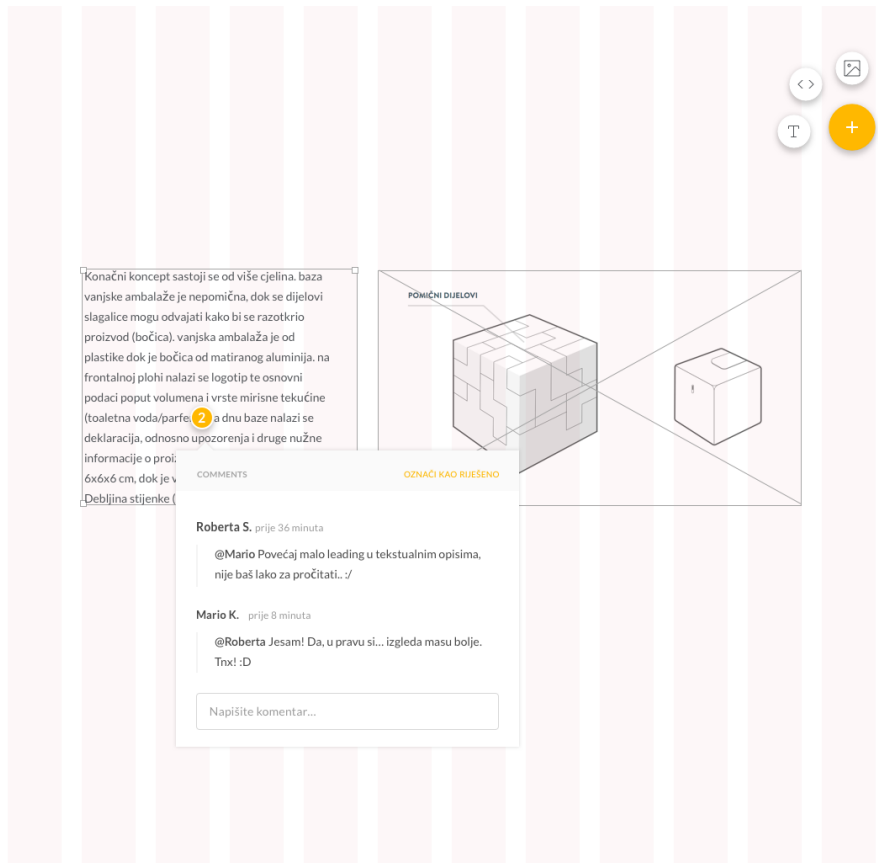 Konačni koncept sastoji se od više cjelina. baza
vanjske ambalaže je nepomična, dok se dijelovi
slagalice mogu odvajati kako bi se razotkrio
proizvod (bočica). vanjska ambalaža je od
plastike dok je bočica od matiranog aluminija. na
frontalnoj plohi nalazi se logotip te osnovni
podaci poput volumena i vrste mirisne tekućine
(toaletna voda/parfe 2 a dnu baze nalazi se
deklaracija, odnosno upozorenja i druge nužne
informacije o proiz
6x6x6 cm, dok je v
Debljina stijenke (
POMIČNI DIJELOVI
T
COMMENTS OZNAČI KAO RIJEŠENO
Roberta S. prije 36 minuta
@Mario Povećaj malo leading u tekstualnim opisima,
nije baš lako za pročitati.. :/
Mario K. prije 8 minuta
@Roberta Jesam! Da, u pravu si... izgleda masu bolje.
Tnx! :D
Napišite komentar...